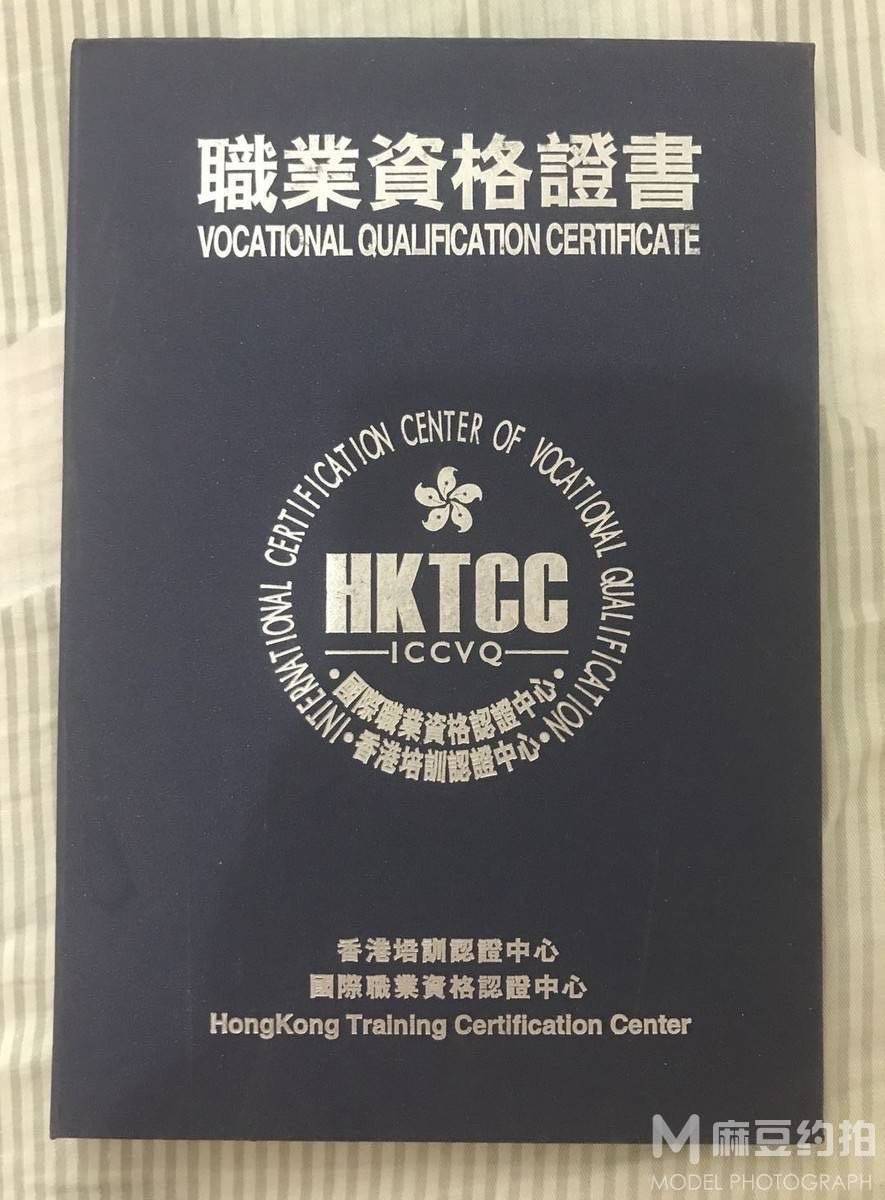 職業資格證書
VOCATIONAL QUALIFICATION CERTIFICATE
INTERNATIONAL CERTIFICATION CENTER OF VOCATIONAL QUALIFICATION
HKTCC
ICCVQ
國際職業資格認證中心
香港培訓認證中心
香港培訓認證中心
國際職業資格認證中心
HongKong Training Certification Center
M 麻豆约拍
MODEL PHOTOGRAPH